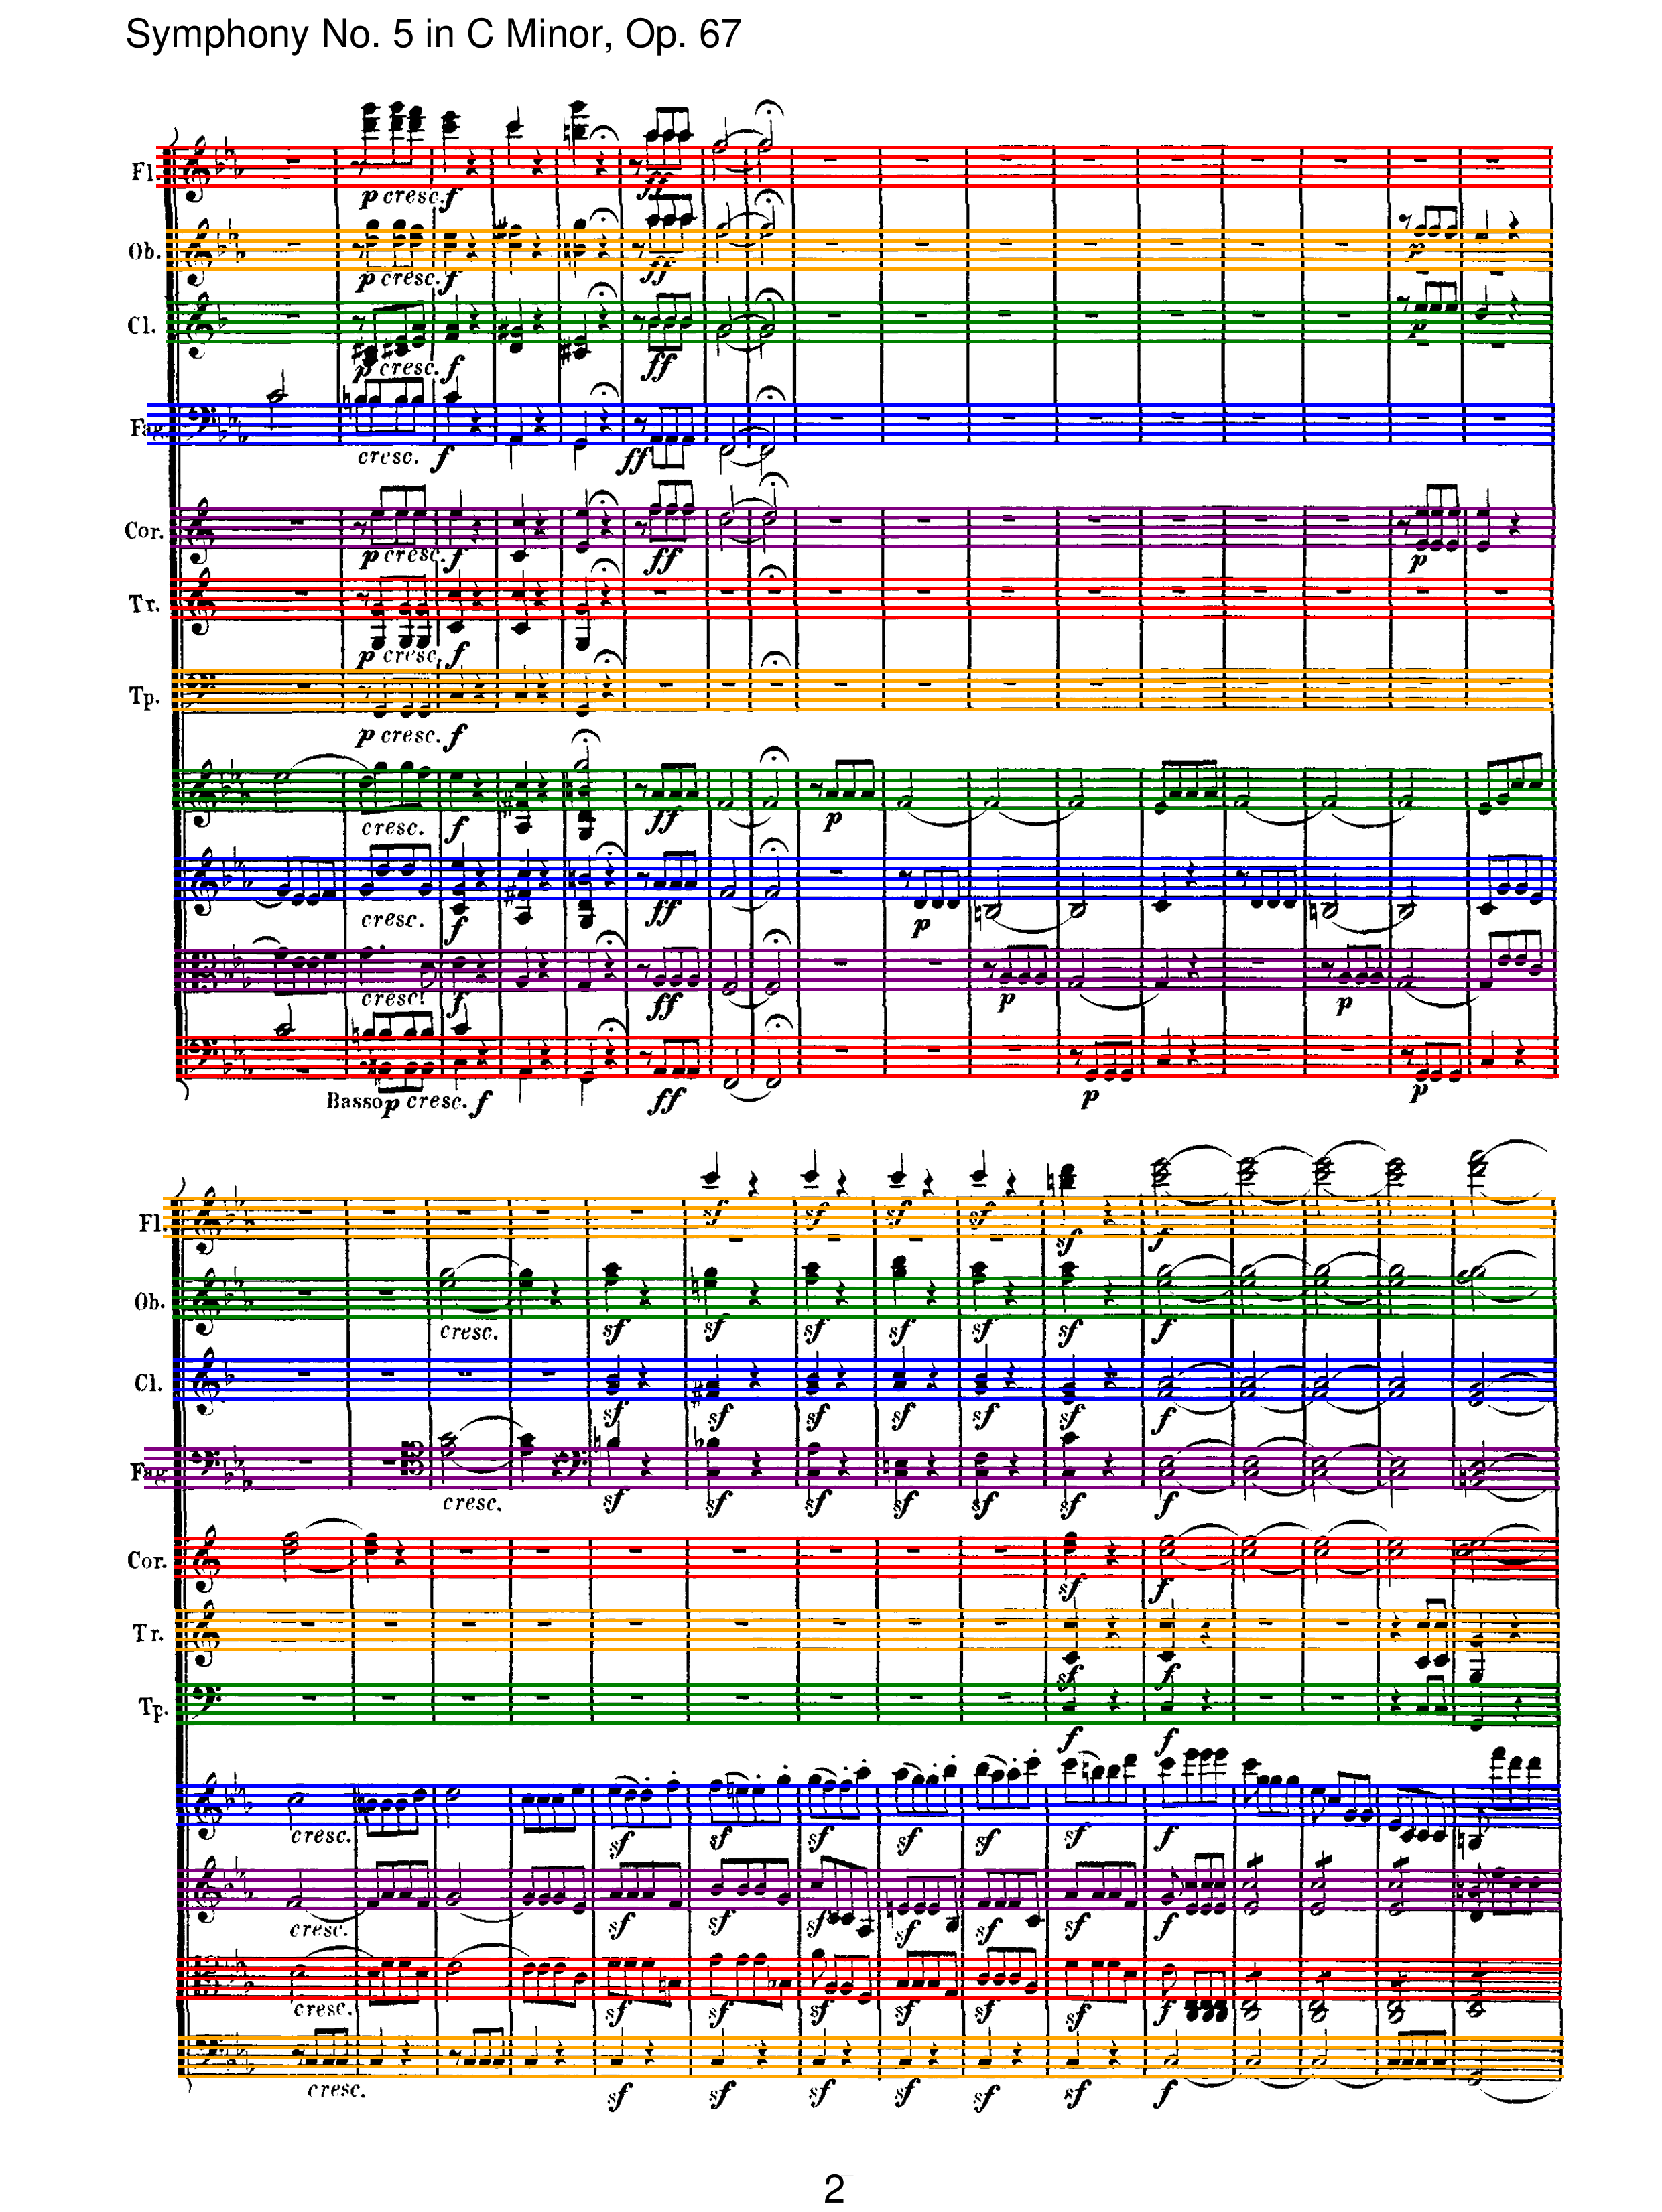 Symphony No. 5 in C Minor, Op. 67
Fl.
p cresc. f ff
Ob.
p cresc. f ff p
Cl.
p cresc. f ff p
Fag.
cresc. f ff
Cor.
p cresc. f ff p
Tr.
p cresc. f
Tp.
p cresc. f
cresc. f ff p
cresc. f ff p
cresc. f ff p p
Basso p cresc. f ff p p
Fl.
sf sf sf sf sf f
Ob.
cresc. sf sf sf sf sf sf f
Cl.
sf sf sf sf sf sf f
Fag.
cresc. sf sf sf sf sf sf f
Cor.
sf f
Tr.
sf f
Tp.
f f
cresc. sf sf sf sf sf sf f
cresc. sf sf sf sf sf sf f
cresc. sf sf sf sf sf sf f
cresc. sf sf sf sf sf sf f
2